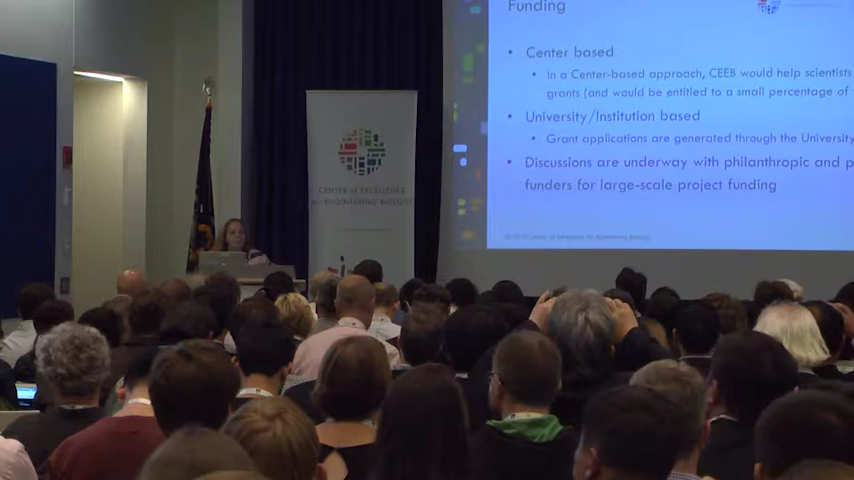 Funding
• Center based
• In a Center-based approach, CEEB would help scientists
grants (and would be entitled to a small percentage of
• University/Institution based
• Grant applications are generated through the University
• Discussions are underway with philanthropic and p
funders for large-scale project funding
CENTER of EXCELLENCE
for ENGINEERING BIOLOGY